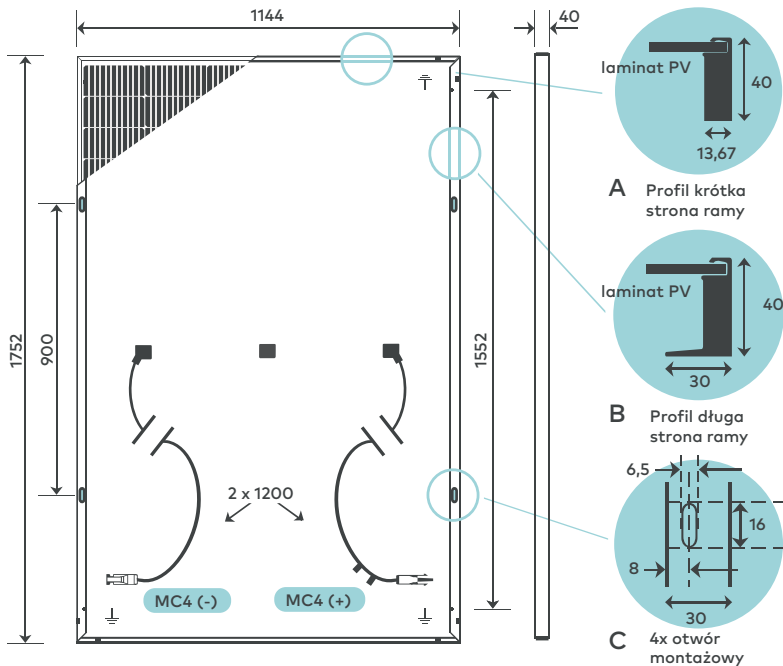 1144
40
laminat PV
40
13,67
A Profil krótka
strona ramy
1752
900
1552
laminat PV
40
30
B Profil długa
strona ramy
6,5
16
8
30
C 4x otwór
montażowy
2 x 1200
MC4 (-)
MC4 (+)